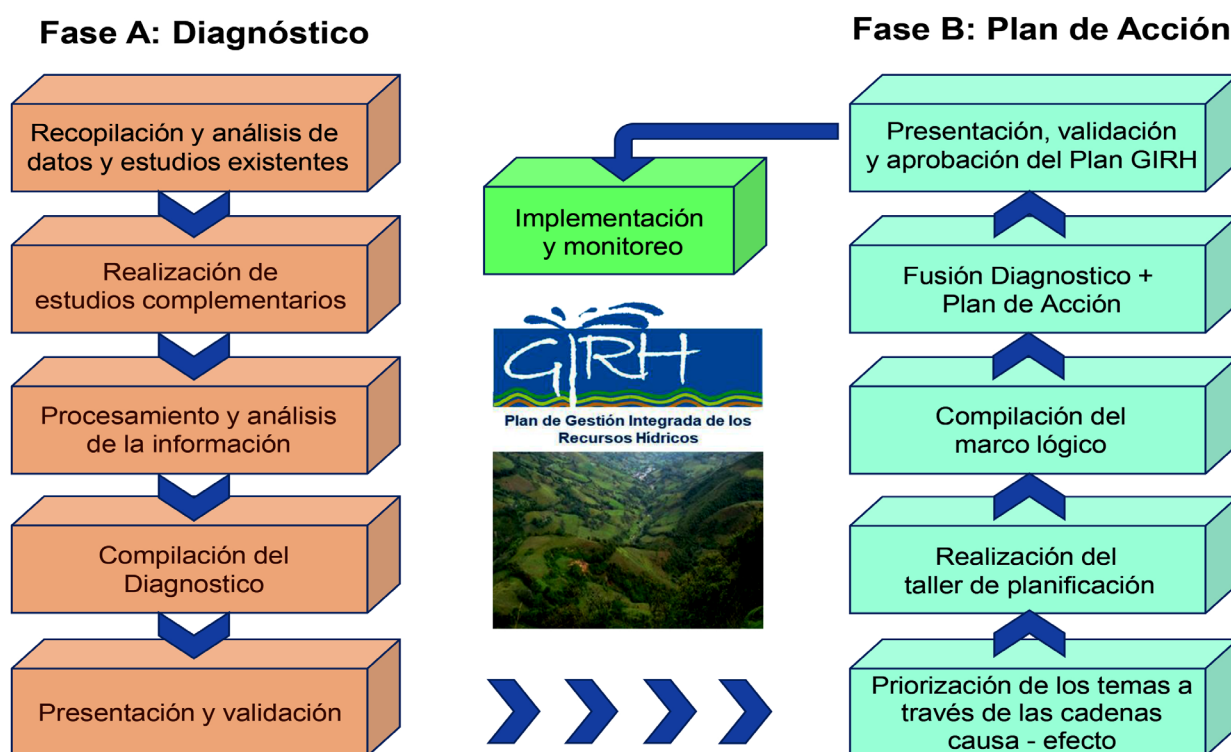 Fase A: Diagnóstico
Recopilación y análisis de
datos y estudios existentes
Realización de
estudios complementarios
Procesamiento y análisis
de la información
Compilación del
Diagnostico
Presentación y validación
Implementación
y monitoreo
GIRH
Plan de Gestión Integrada de los
Recursos Hídricos
Fase B: Plan de Acción
Presentación, validación
y aprobación del Plan GIRH
Fusión Diagnostico +
Plan de Acción
Compilación del
marco lógico
Realización del
taller de planificación
Priorización de los temas a
través de las cadenas
causa - efecto